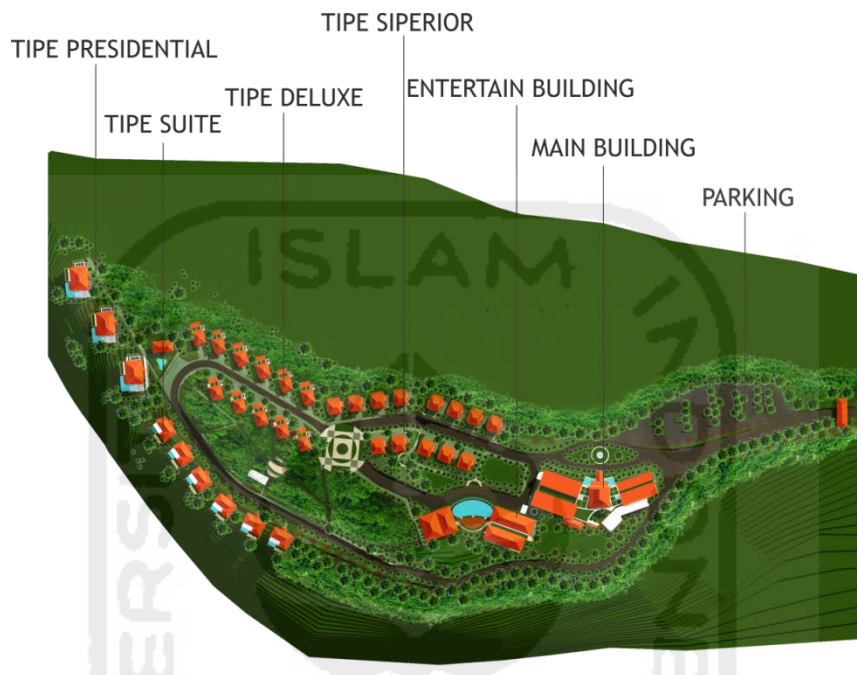 TIPE SIPERIOR
TIPE PRESIDENTIAL
TIPE DELUXE
ENTERTAIN BUILDING
TIPE SUITE
MAIN BUILDING
PARKING
ISLAM